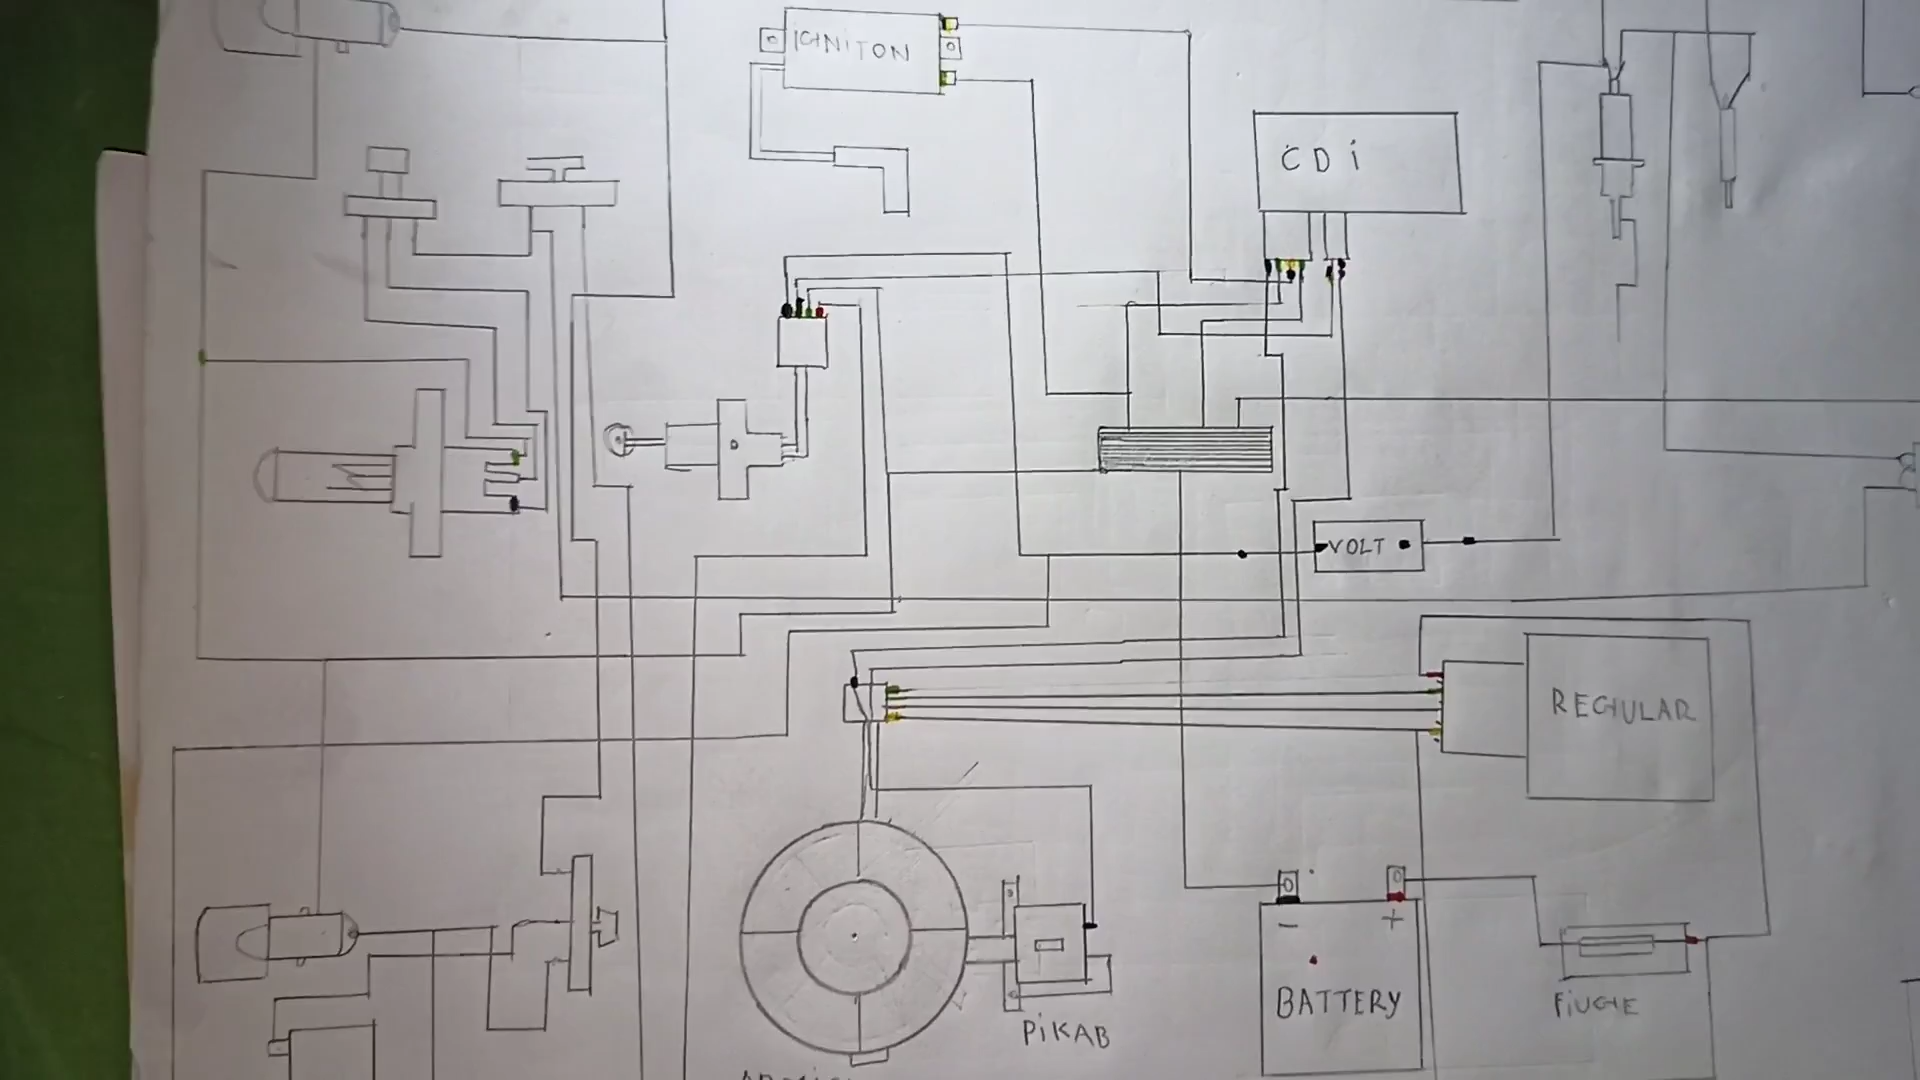 IGNITON
CDi
VOLT
REGULAR
- +
BATTERY
FiUGE
PiKAB